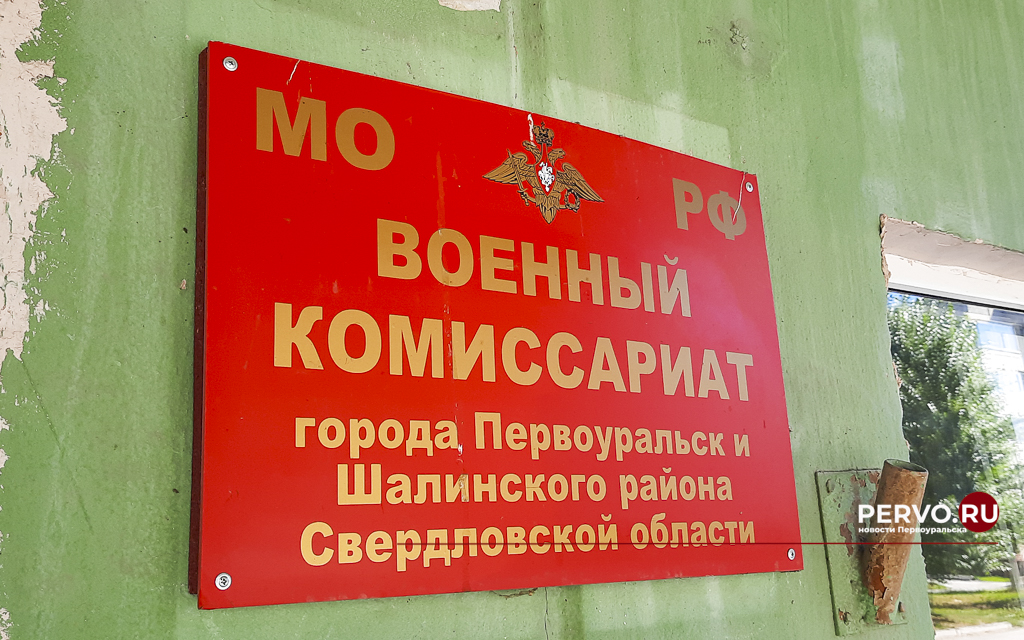 МО РФ
ВОЕННЫЙ
КОМИССАРИАТ
города Первоуральск и
Шалинского района
Свердловской области
PERVO.RU
новости Первоуральска